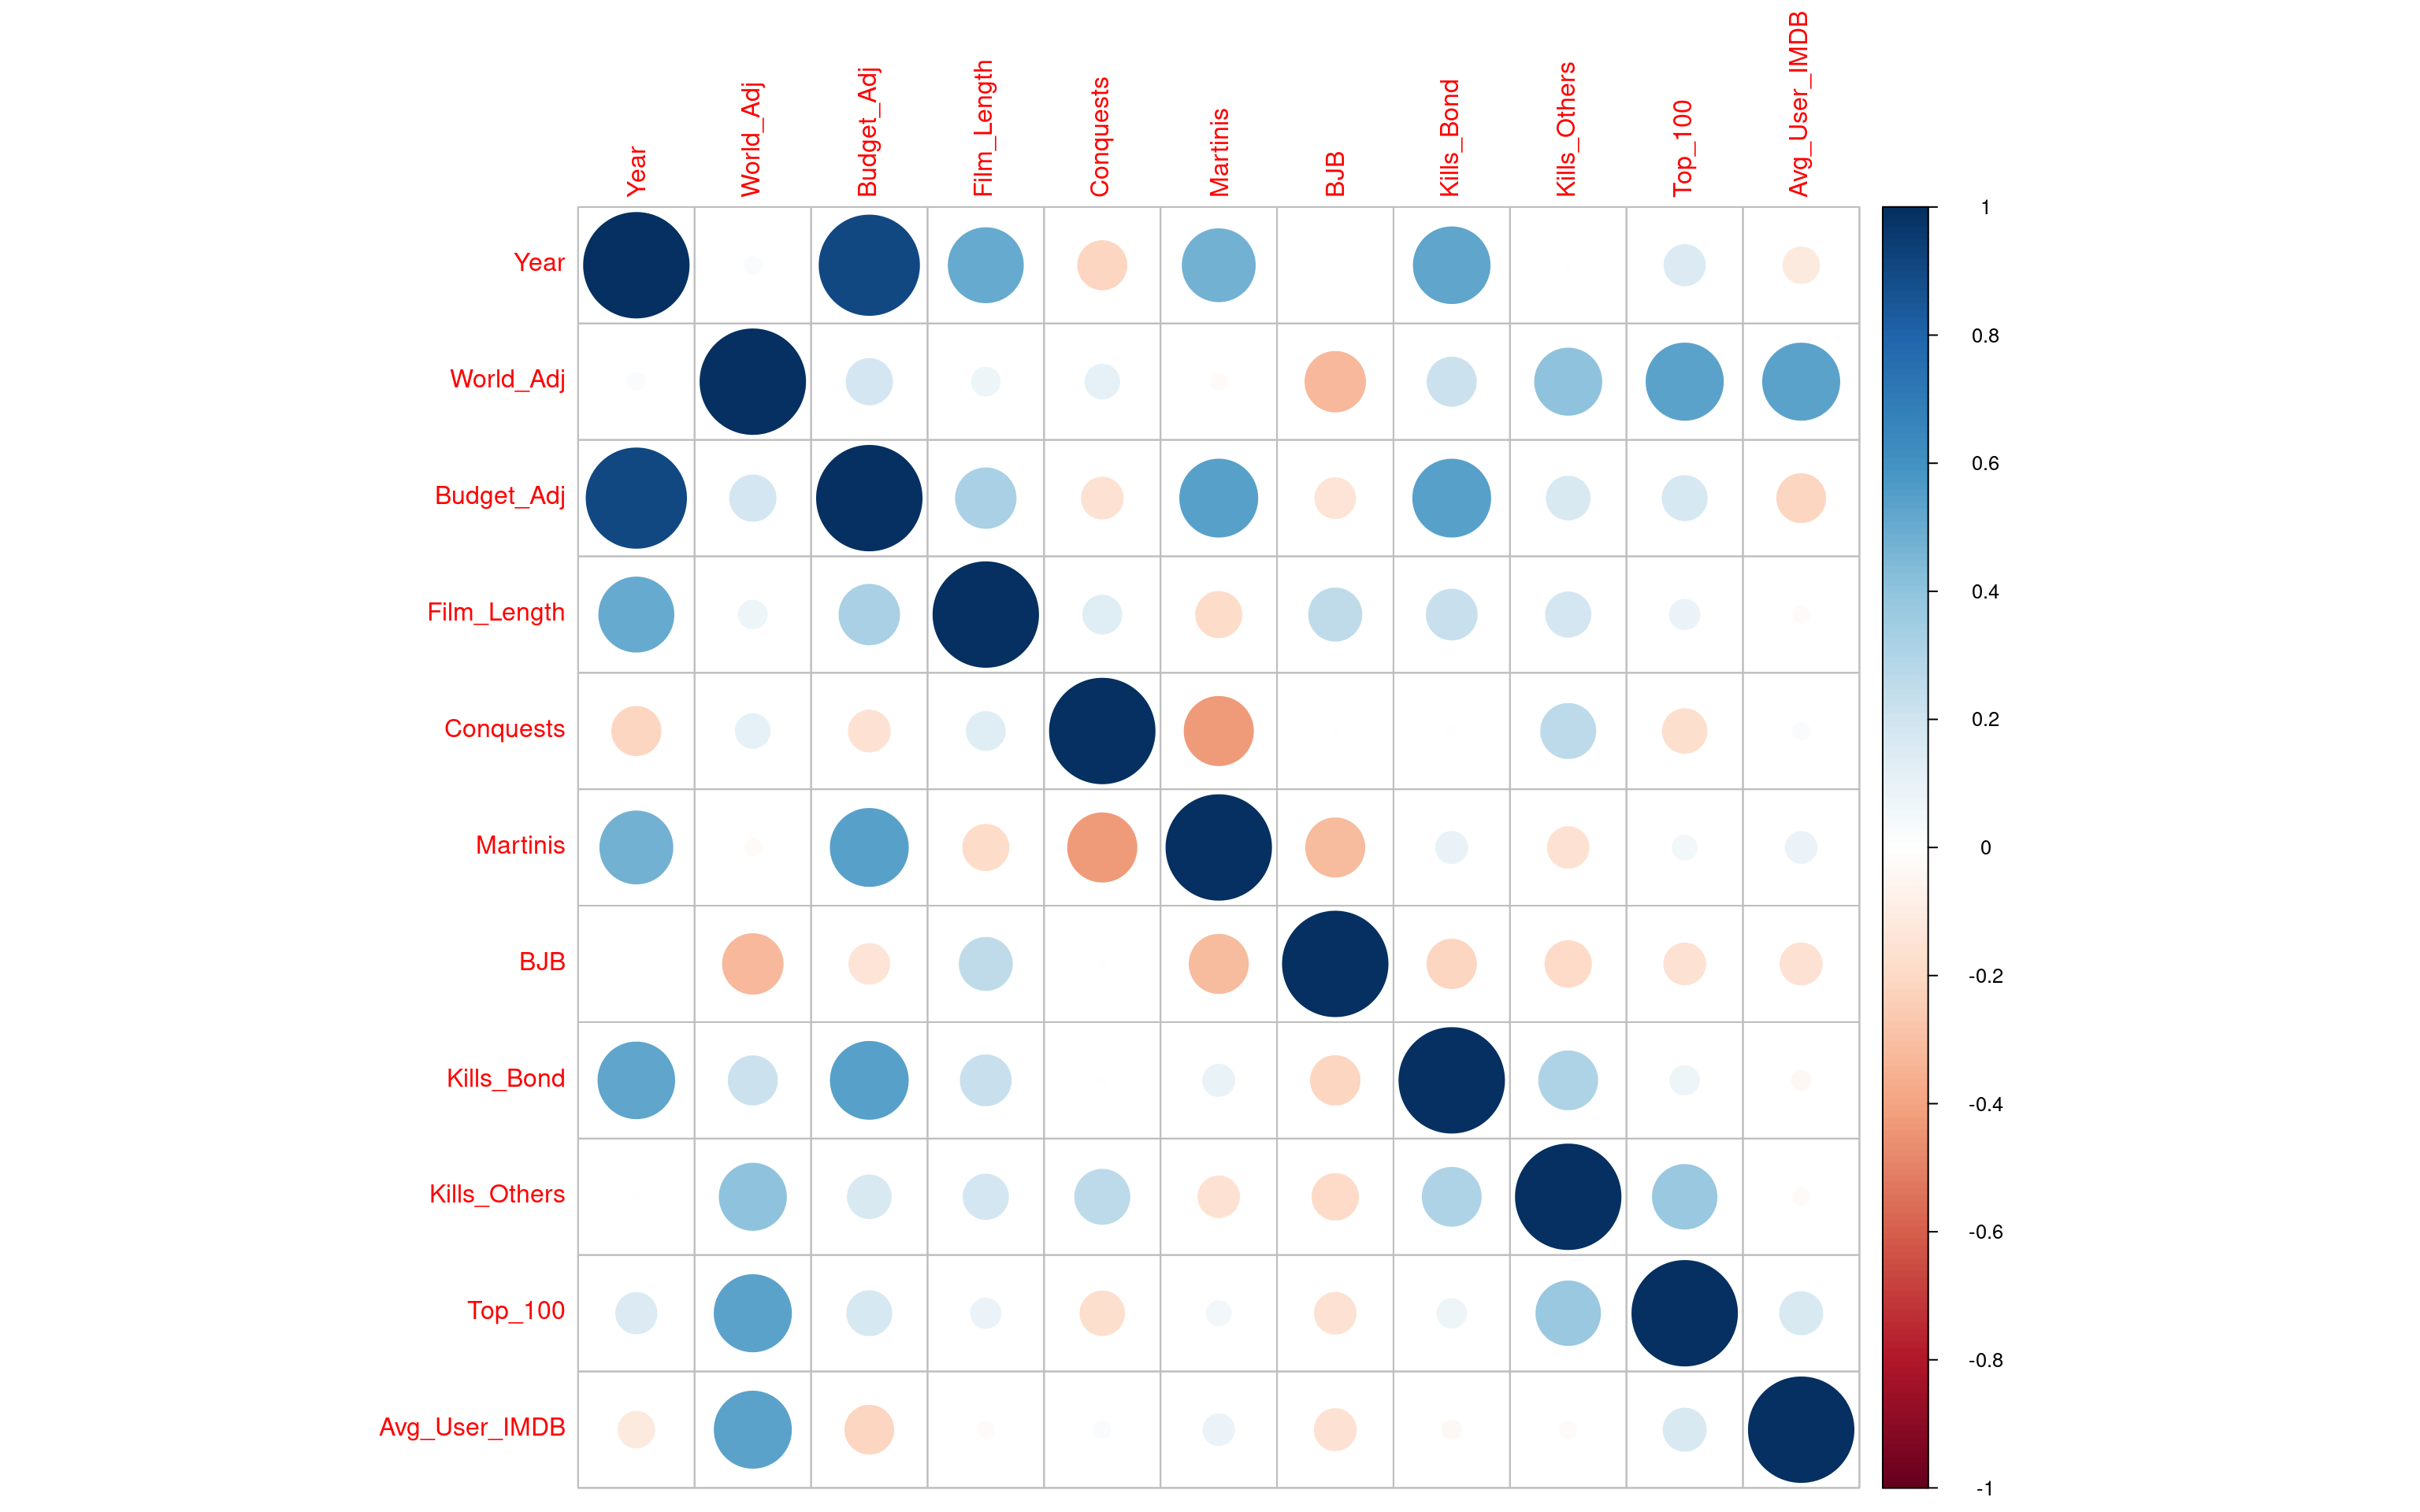 Year
World_Adj
Budget_Adj
Film_Length
Conquests
Martinis
BJB
Kills_Bond
Kills_Others
Top_100
Avg_User_IMDB
Year
World_Adj
Budget_Adj
Film_Length
Conquests
Martinis
BJB
Kills_Bond
Kills_Others
Top_100
Avg_User_IMDB
1
0.8
0.6
0.4
0.2
0
-0.2
-0.4
-0.6
-0.8
-1